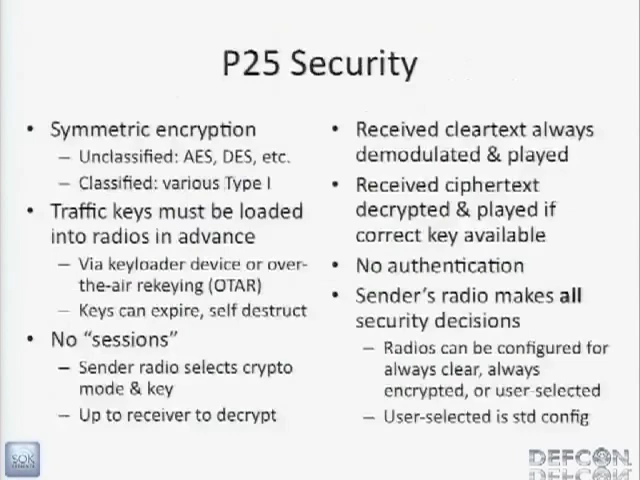 P25 Security
• Symmetric encryption
– Unclassified: AES, DES, etc.
– Classified: various Type I
• Traffic keys must be loaded
into radios in advance
– Via keyloader device or over-
the-air rekeying (OTAR)
– Keys can expire, self destruct
• No “sessions”
– Sender radio selects crypto
mode & key
– Up to receiver to decrypt
• Received cleartext always
demodulated & played
• Received ciphertext
decrypted & played if
correct key available
• No authentication
• Sender’s radio makes all
security decisions
– Radios can be configured for
always clear, always
encrypted, or user-selected
– User-selected is std config
SOK
DEFCON